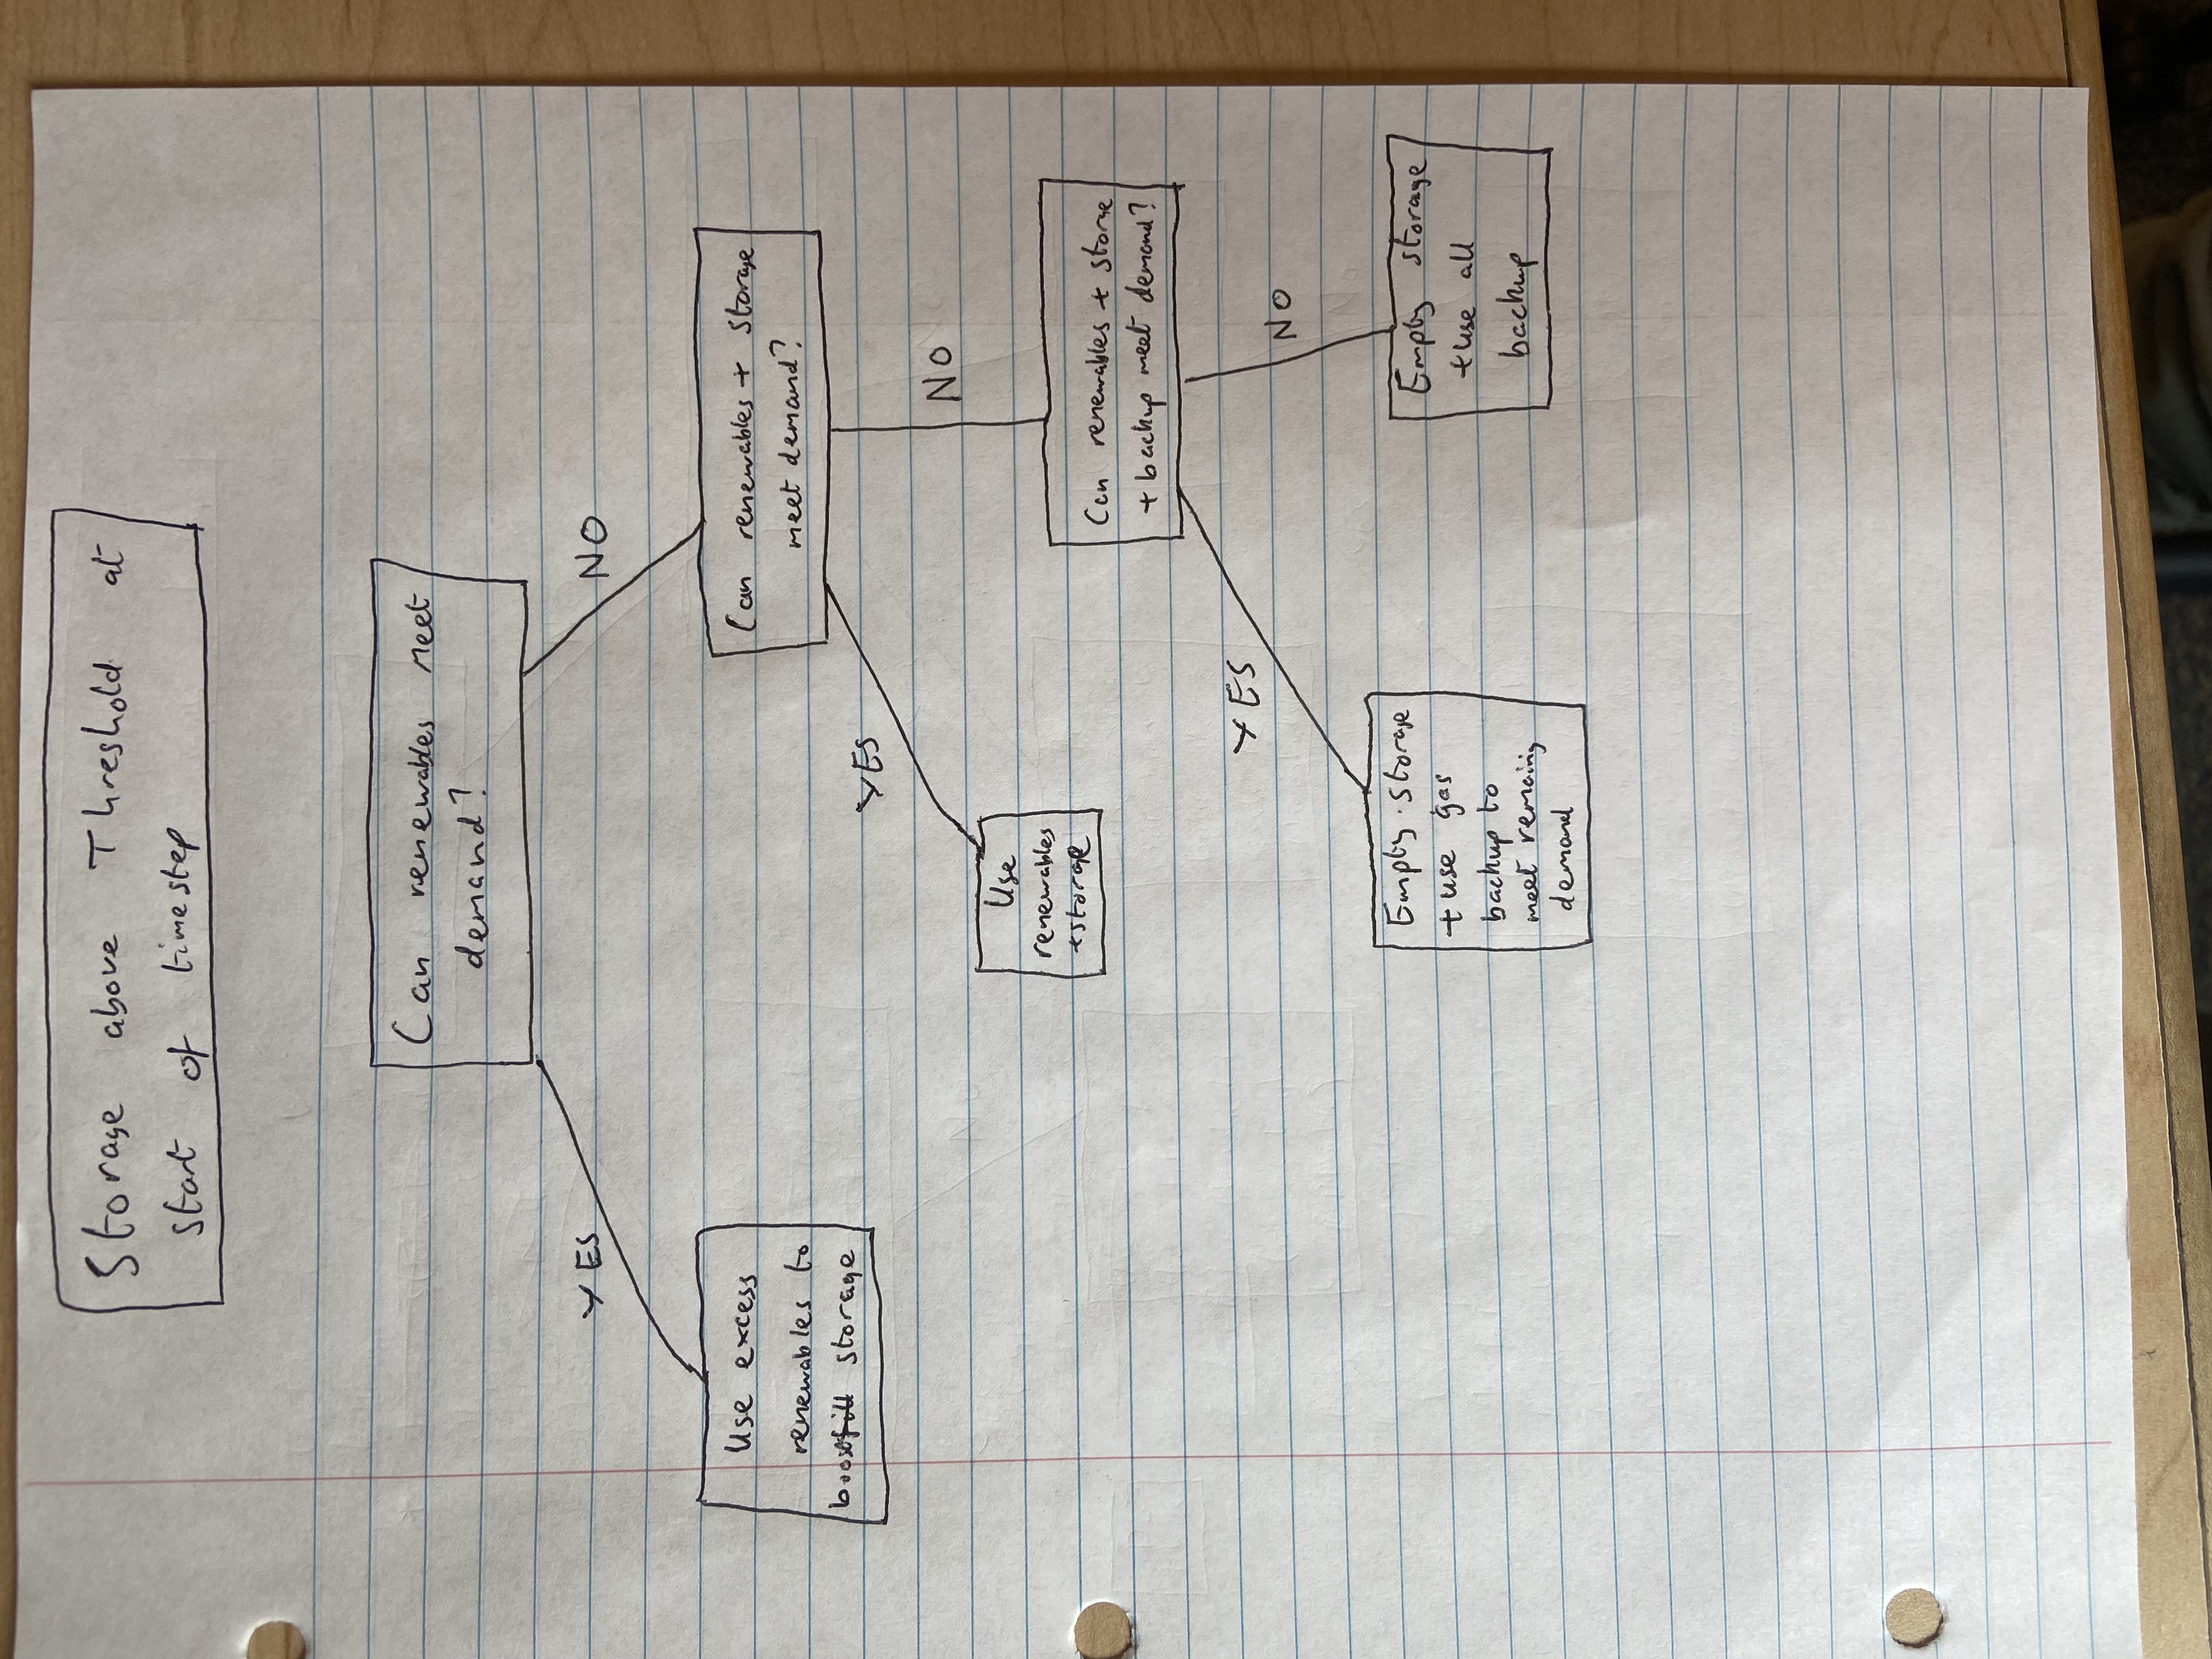 Storage above Threshold at
start of timestep
Can renewables meet
demand?
YES
NO
Use excess
renewables to
boost fill storage
Can renewables + storage
meet demand?
YES
NO
Use
renewables
+storage
Can renewables + storage
+ backup meet demand?
YES
NO
Empty storage
+ use gas
backup to
meet remaining
demand
Empty storage
+use all
backup